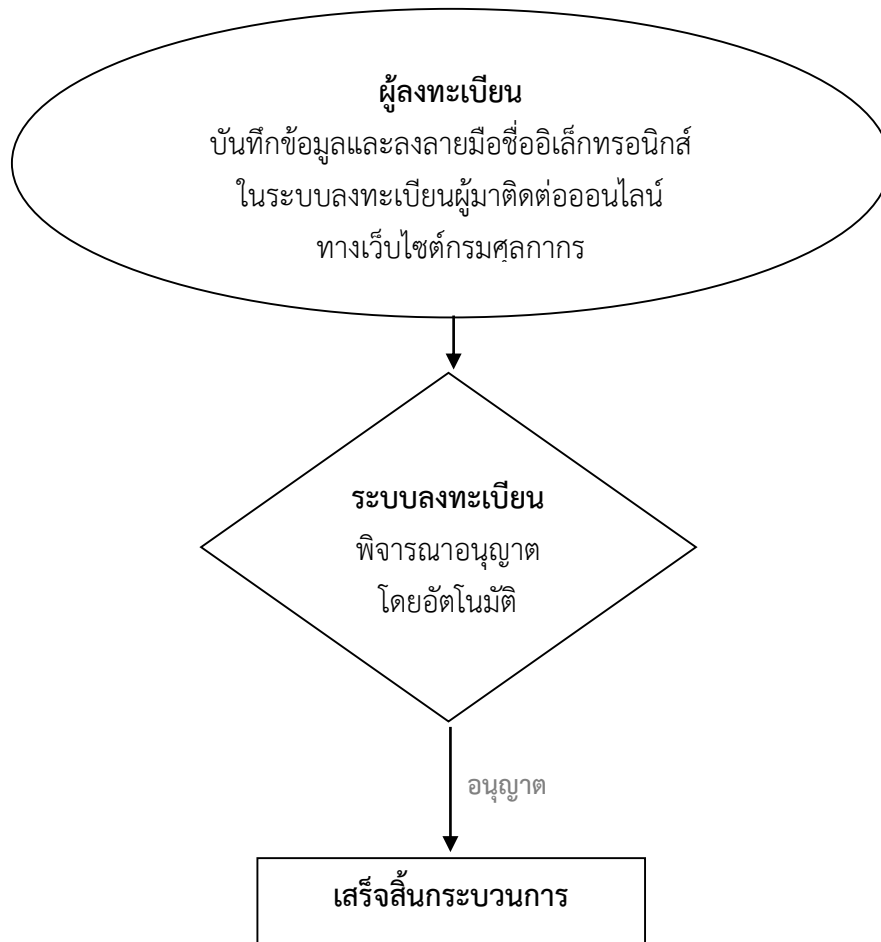 ผู้ลงทะเบียน
บันทึกข้อมูลและลงลายมือชื่ออิเล็กทรอนิกส์
ในระบบลงทะเบียนผู้มาติดต่อออนไลน์
ทางเว็บไซต์กรมศุลกากร
ระบบลงทะเบียน
พิจารณาอนุญาต
โดยอัตโนมัติ
อนุญาต
เสร็จสิ้นกระบวนการ